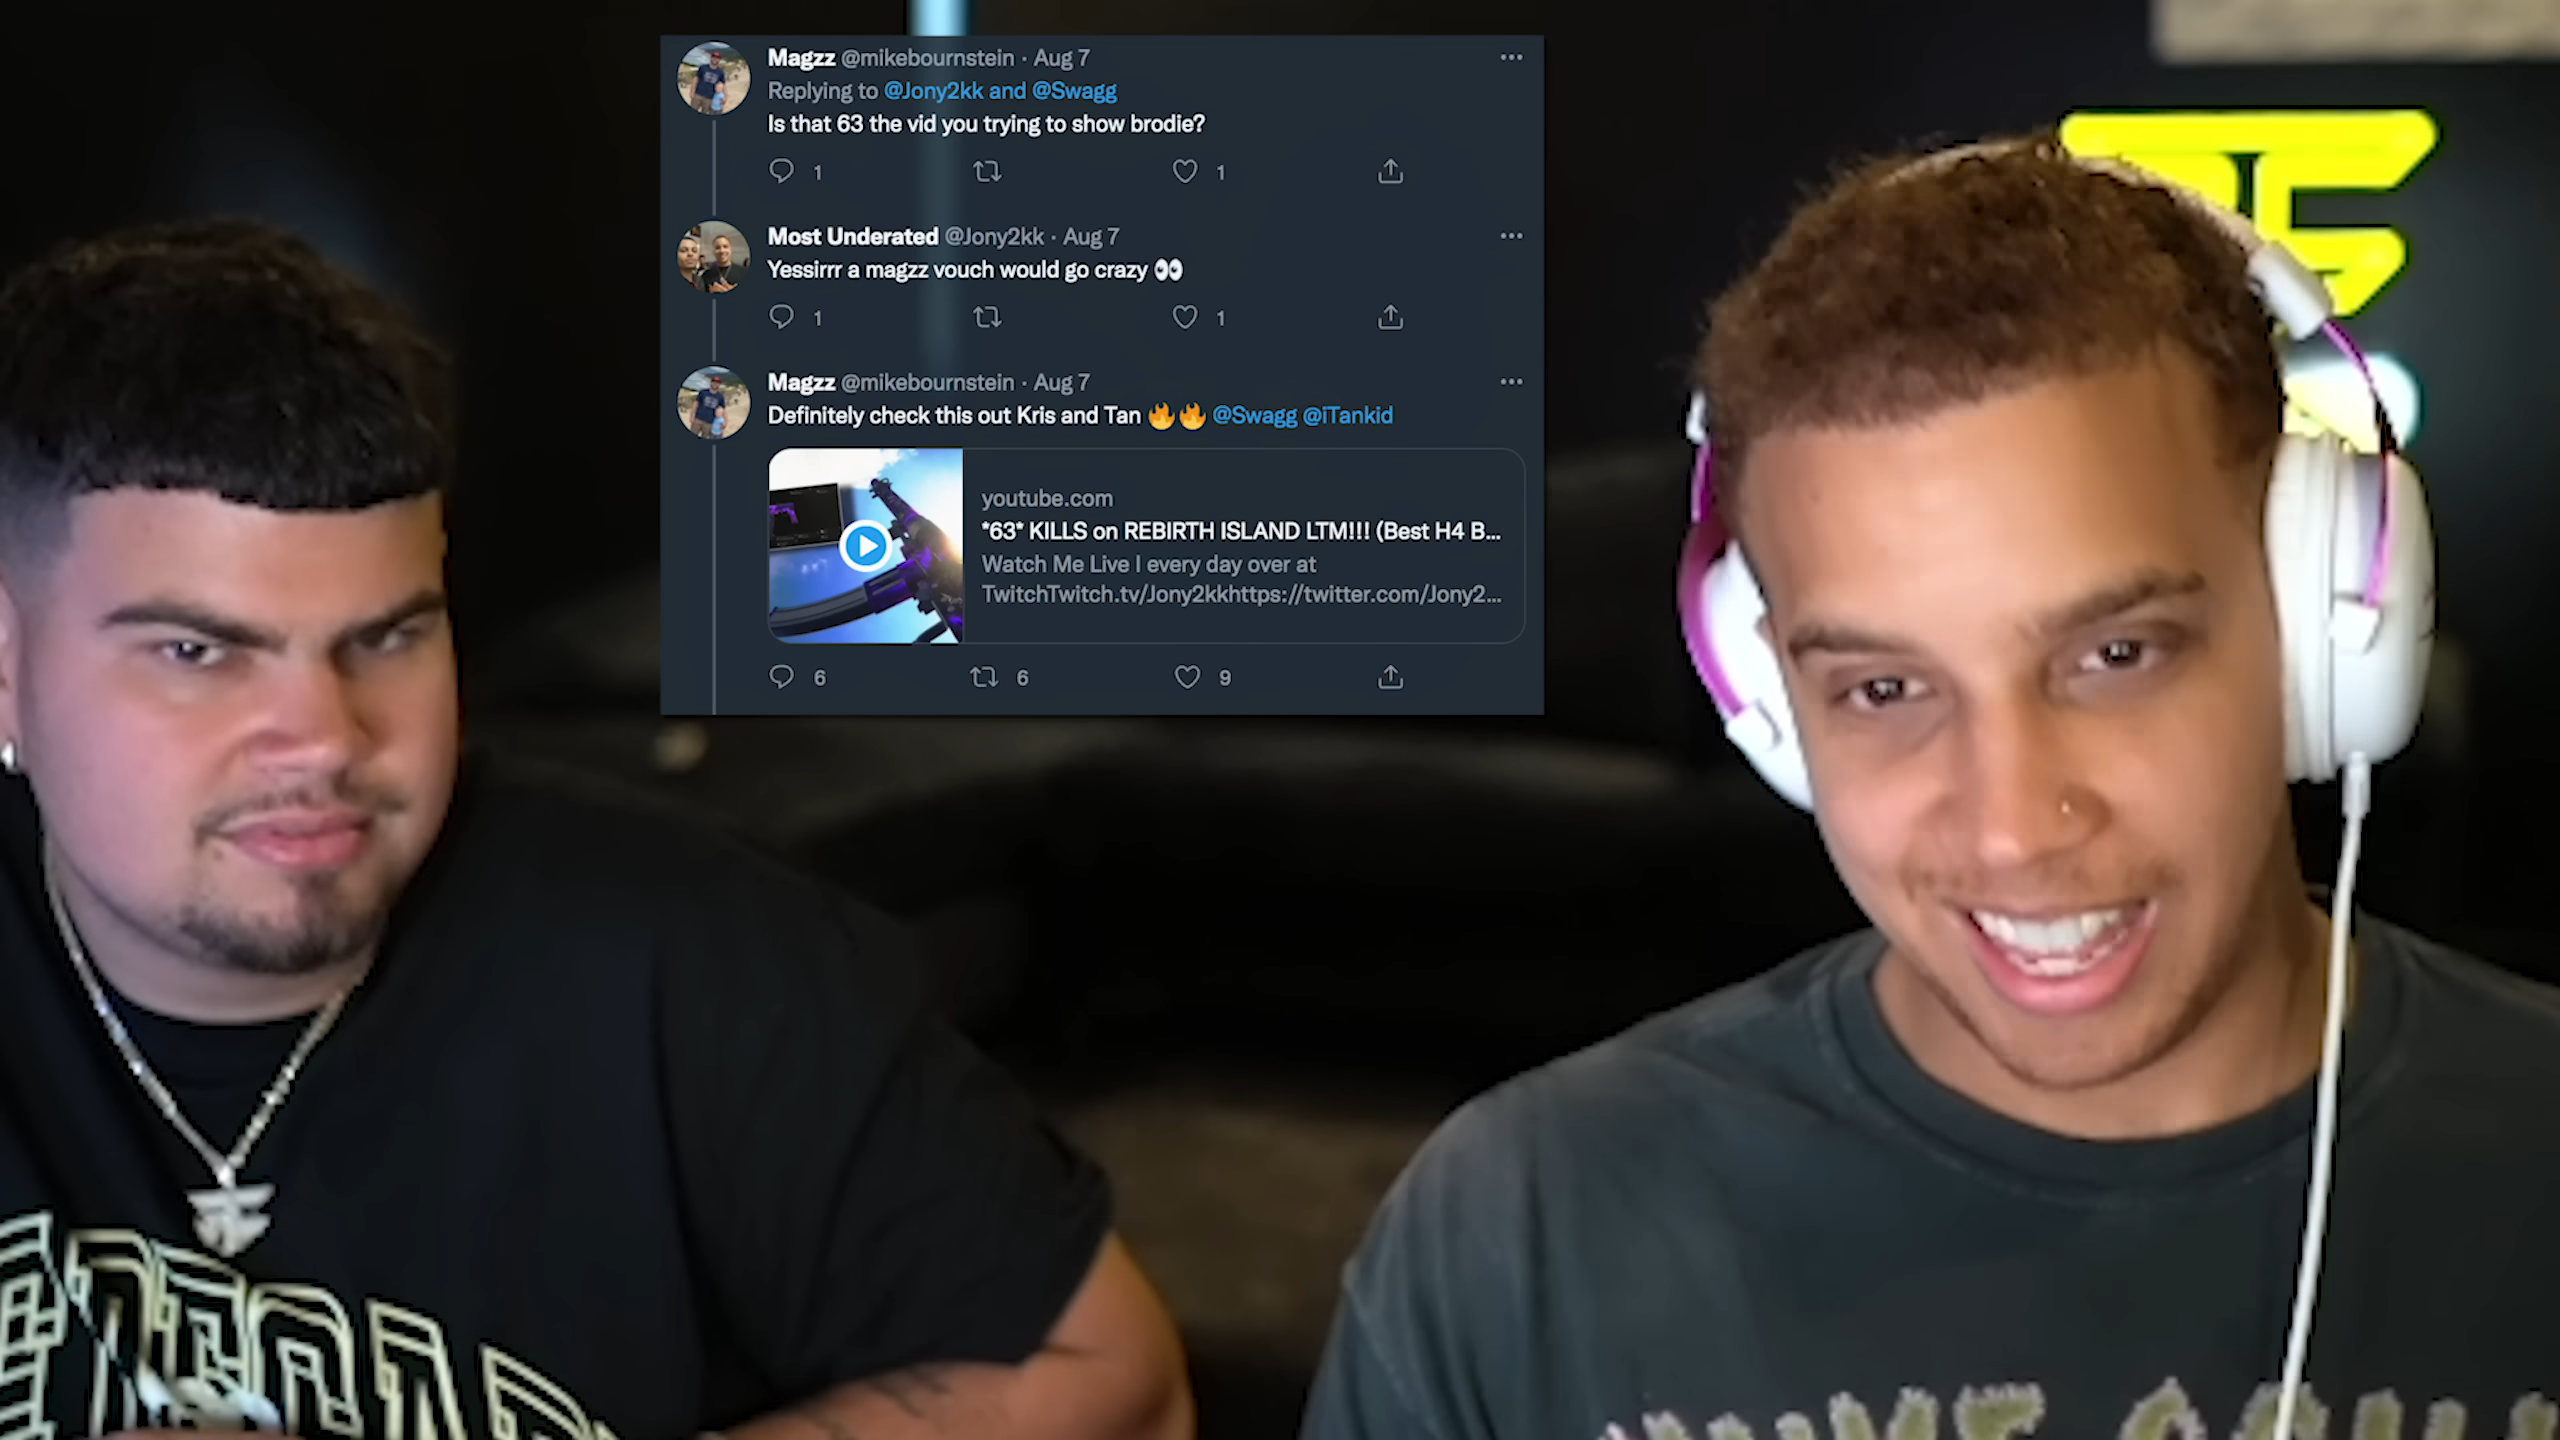 Magzz @mikebournstein · Aug 7
Replying to @Jony2kk and @Swagg
Is that 63 the vid you trying to show brodie?
1 1
Most Underated @Jony2kk · Aug 7
Yessirrr a magzz vouch would go crazy 👀
1 1
Magzz @mikebournstein · Aug 7
Definitely check this out Kris and Tan 🔥🔥 @Swagg @iTankid
youtube.com
*63* KILLS on REBIRTH ISLAND LTM!!! (Best H4 B...
Watch Me Live I every day over at
TwitchTwitch.tv/Jony2kkhttps://twitter.com/Jony2...
6 6 9